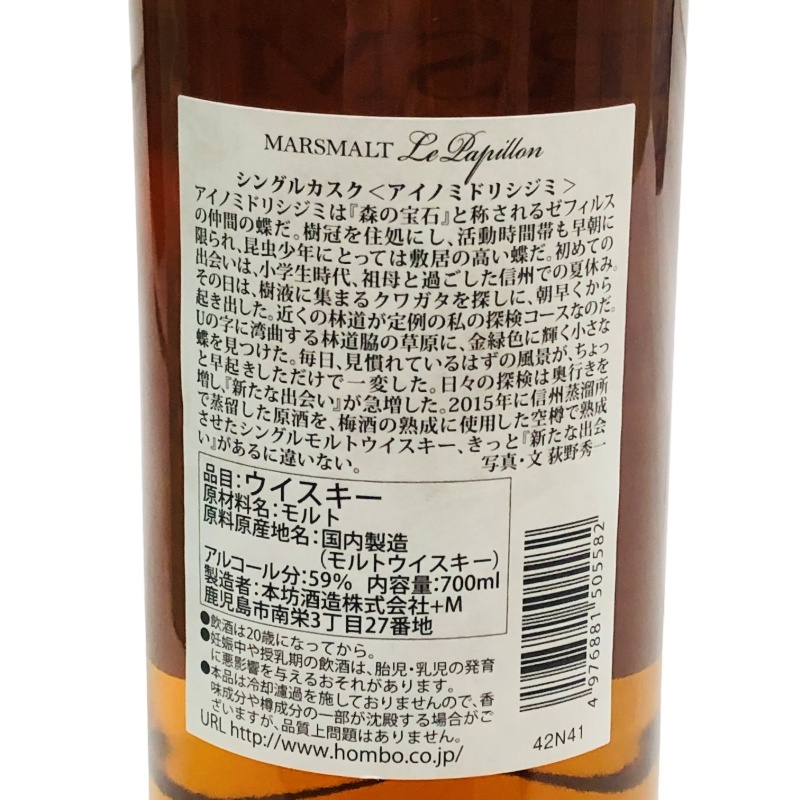 MARSMALT Le Papillon
シングルカスク＜アイノミドリシジミ＞
アイノミドリシジミは『森の宝石』と称されるゼフィルス
の仲間の蝶だ。樹冠を住処にし、活動時間帯も早朝に
限られ、昆虫少年にとっては敷居の高い蝶だ。初めての
出会いは、小学生時代、祖母と過ごした信州での夏休み。
その日は、樹液に集まるクワガタを探しに、朝早くから
起き出した。近くの林道が定例の私の探検コースなのだ。
Uの字に湾曲する林道脇の草原に、金緑色に輝く小さな
蝶を見つけた。毎日、見慣れているはずの風景が、ちょっ
と早起きしただけで一変した。日々の探検は奥行きを
増し、『新たな出会い』が急増した。2015年に信州蒸溜所
で蒸留した原酒を、梅酒の熟成に使用した空樽で熟成
させたシングルモルトウイスキー、きっと『新たな出会
い』があるに違いない。 写真・文 荻野秀一
品目：ウイスキー
原材料名：モルト
原料原産地名：国内製造
（モルトウイスキー）
アルコール分：59% 内容量：700ml
製造者：本坊酒造株式会社+M
鹿児島市南栄3丁目27番地
●飲酒は20歳になってから。
●妊娠中や授乳期の飲酒は、胎児・乳児の発育
に悪影響を与えるおそれがあります。
●本品は冷却濾過を施しておりませんので、香
味成分や樽成分の一部が沈殿する場合がご
ざいますが、品質上問題はありません。
URL http://www.hombo.co.jp/
4 976881 505582
42N41